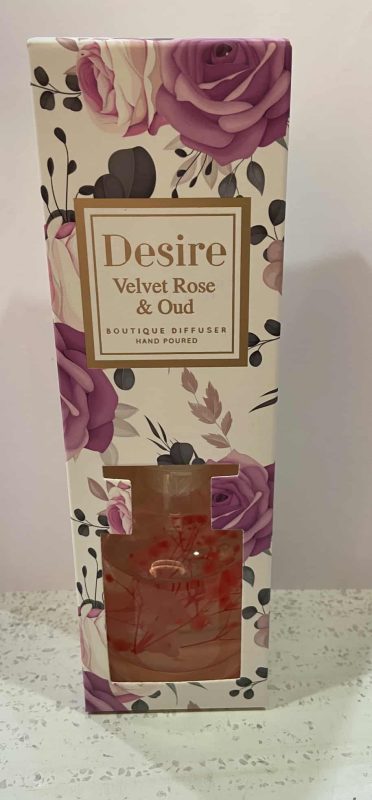 Desire
Velvet Rose
& Oud
BOUTIQUE DIFFUSER
HAND POURED